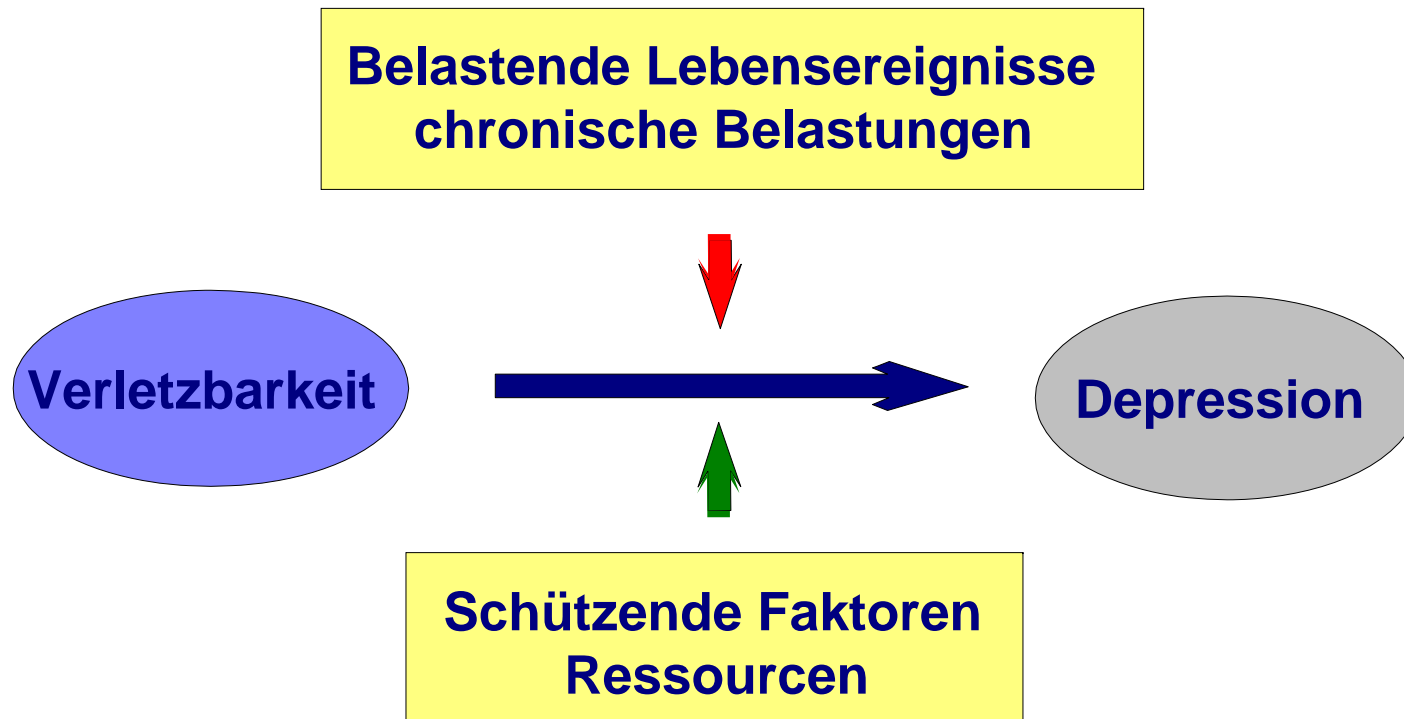 Belastende Lebensereignisse
chronische Belastungen
Verletzbarkeit
Depression
Schützende Faktoren
Ressourcen